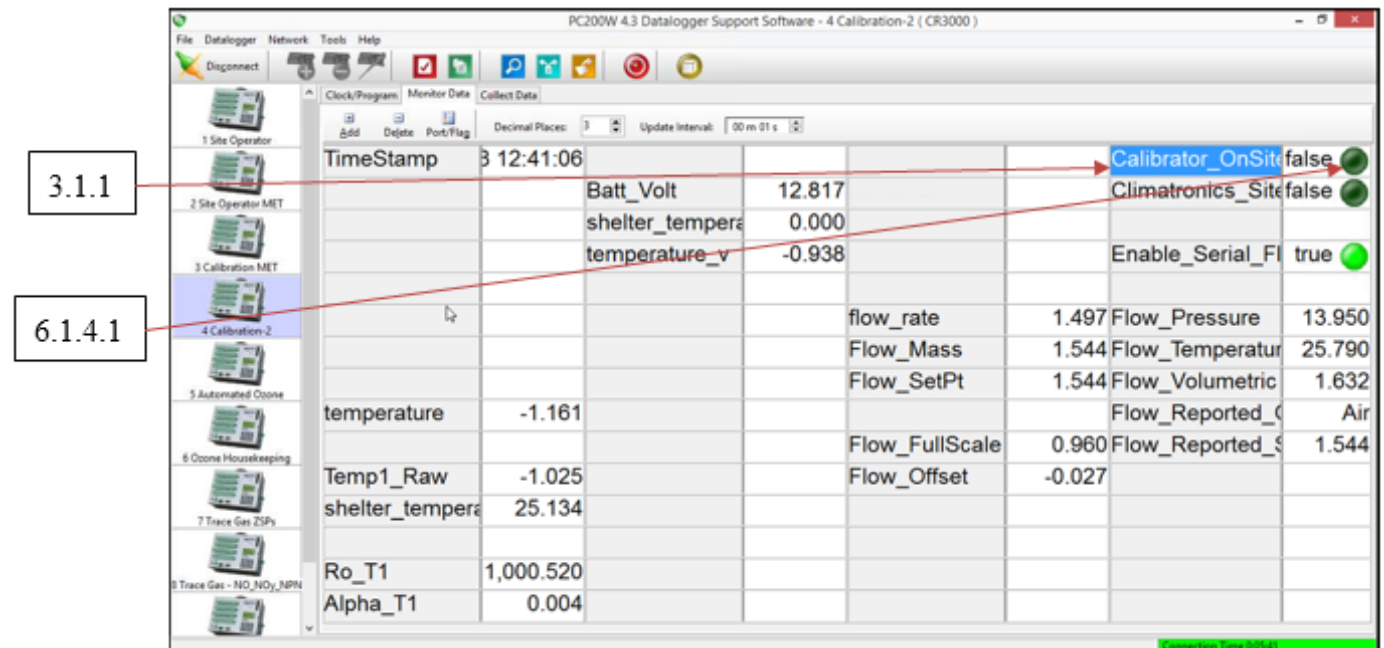 PC200W 4.3 Datalogger Support Software - 4 Calibration-2 ( CR3000 )
File Datalogger Network Tools Help
Disconnect
Clock/Program Monitor Data Collect Data
Add Delete Port/Flag Decimal Places: 3 Update Interval: 00 m 01 s
1 Site Operator
2 Site Operator MET
3 Calibration MET
4 Calibration-2
5 Automated Ozone
6 Ozone Housekeeping
7 Trace Gas ZSPs
8 Trace Gas - NO_NOy_NPN
3.1.1
6.1.4.1
TimeStamp 3 12:41:06 Calibrator_OnSite false
Batt_Volt 12.817 Climatronics_Site false
shelter_tempera 0.000
temperature_v -0.938 Enable_Serial_Fl true
flow_rate 1.497 Flow_Pressure 13.950
Flow_Mass 1.544 Flow_Temperatur 25.790
Flow_SetPt 1.544 Flow_Volumetric 1.632
temperature -1.161 Flow_Reported_ Air
Flow_FullScale 0.960 Flow_Reported_S 1.544
Temp1_Raw -1.025 Flow_Offset -0.027
shelter_tempera 25.134
Ro_T1 1,000.520
Alpha_T1 0.004
Connection Time 0:05:41